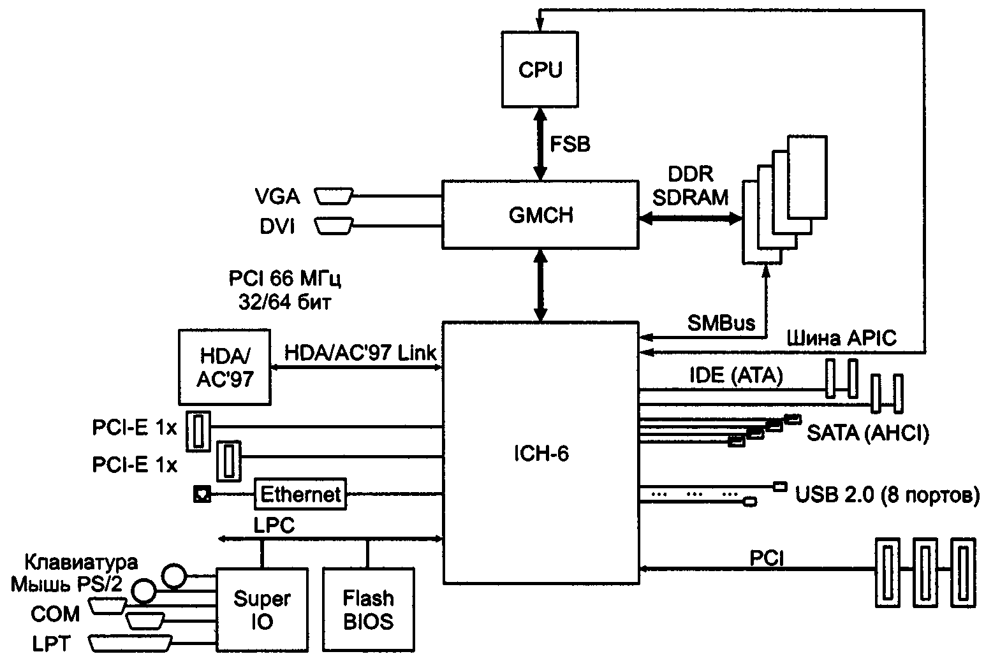 CPU
FSB
VGA
DVI
GMCH
DDR
SDRAM
PCI 66 МГц
32/64 бит
SMBus
Шина APIC
HDA/
AC'97
HDA/AC'97 Link
IDE (ATA)
PCI-E 1x
SATA (AHCI)
ICH-6
PCI-E 1x
Ethernet
USB 2.0 (8 портов)
LPC
PCI
Клавиатура
Мышь PS/2
COM
LPT
Super
IO
Flash
BIOS